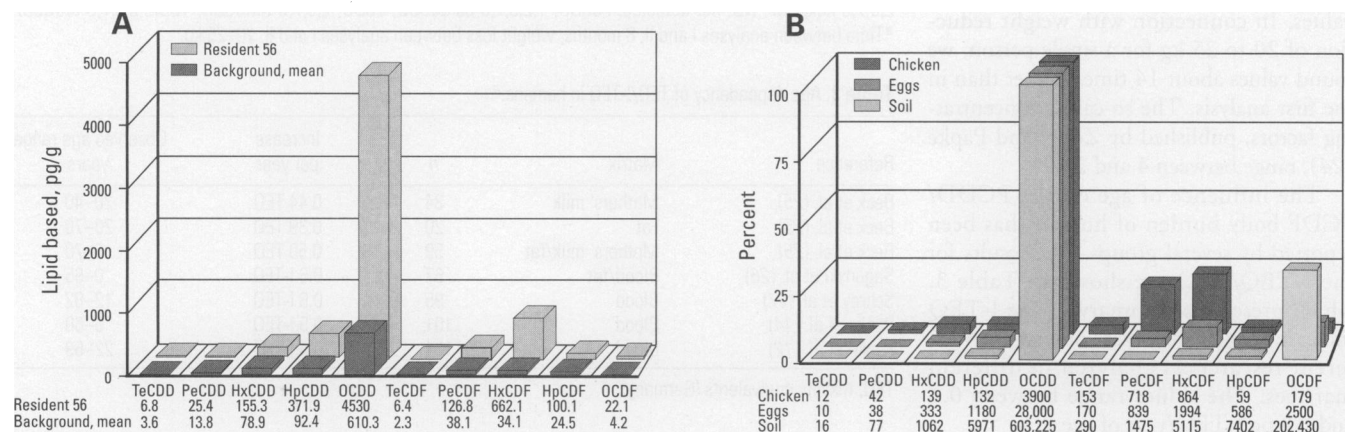 alues. In connection with weight reduc-
A
B
Resident 56
Background, mean
5000
4000
3000
2000
1000
0
Lipid based, pg/g
TeCDD PeCDD HxCDD HpCDD OCDD TeCDF PeCDF HxCDF HpCDF OCDF
Resident 56 6.8 25.4 155.3 371.9 4530 6.4 126.8 662.1 100.1 22.1
Background, mean 3.6 13.8 78.9 92.4 610.3 2.3 38.1 34.1 24.5 4.2
Chicken
Eggs
Soil
100
75
50
25
0
Percent
TeCDD PeCDD HxCDD HpCDD OCDD TeCDF PeCDF HxCDF HpCDF OCDF
Chicken 12 42 139 132 3900 153 718 864 59 179
Eggs 10 38 333 1180 28,000 170 839 1994 586 2500
Soil 16 77 1062 5971 603,225 290 1475 5115 7402 202,430